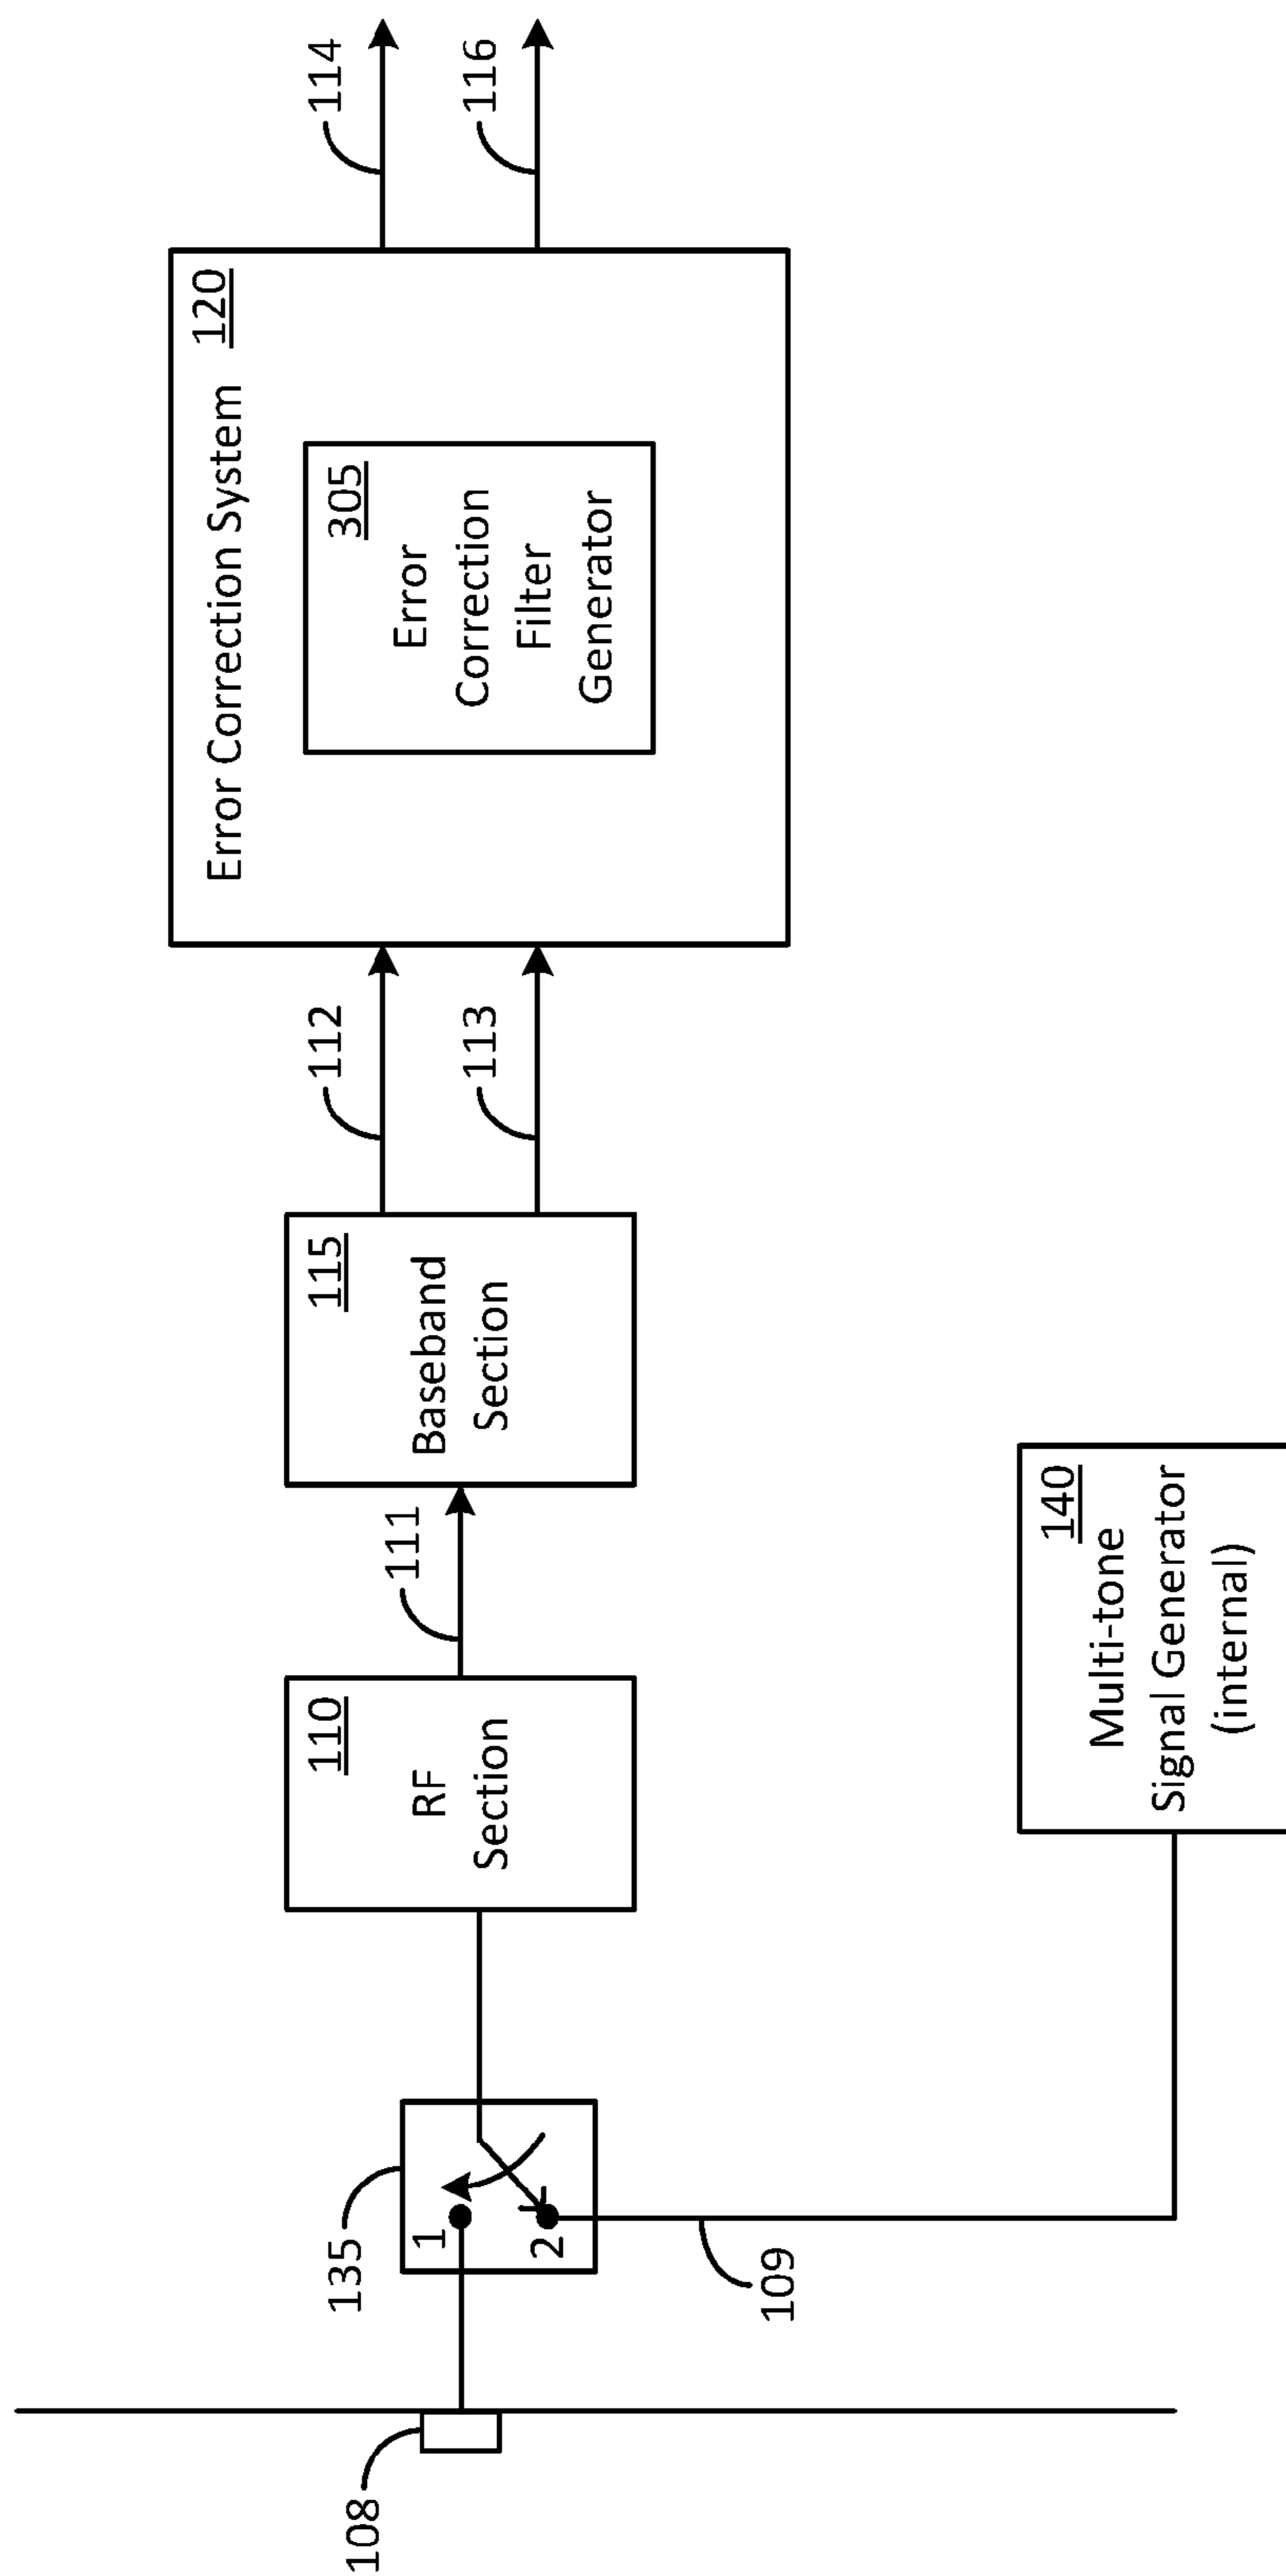 114
116
Error Correction System 120
305
Error
Correction
Filter
Generator
112
113
115
Baseband
Section
111
110
RF
Section
140
Multi-tone
Signal Generator
(internal)
135
1
2
109
108